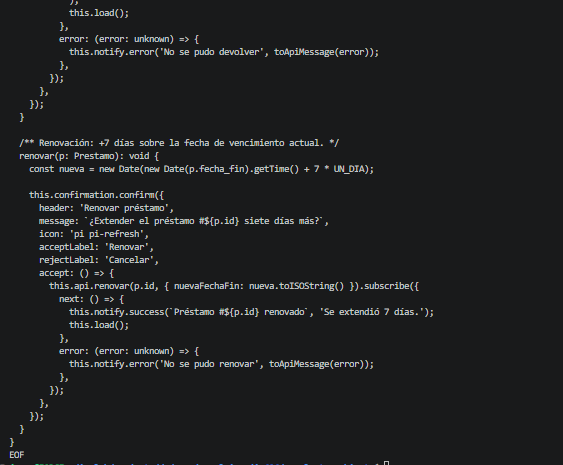 );
this.load();
},
error: (error: unknown) => {
this.notify.error('No se pudo devolver', toApiMessage(error));
},
});
},
});
}
/** Renovación: +7 días sobre la fecha de vencimiento actual. */
renovar(p: Prestamo): void {
const nueva = new Date(new Date(p.fecha_fin).getTime() + 7 * UN_DIA);
this.confirmation.confirm({
header: 'Renovar préstamo',
message: `¿Extender el préstamo #${p.id} siete días más?`,
icon: 'pi pi-refresh',
acceptLabel: 'Renovar',
rejectLabel: 'Cancelar',
accept: () => {
this.api.renovar(p.id, { nuevaFechaFin: nueva.toISOString() }).subscribe({
next: () => {
this.notify.success(`Préstamo #${p.id} renovado`, 'Se extendió 7 días.');
this.load();
},
error: (error: unknown) => {
this.notify.error('No se pudo renovar', toApiMessage(error));
},
});
},
});
}
}
EOF